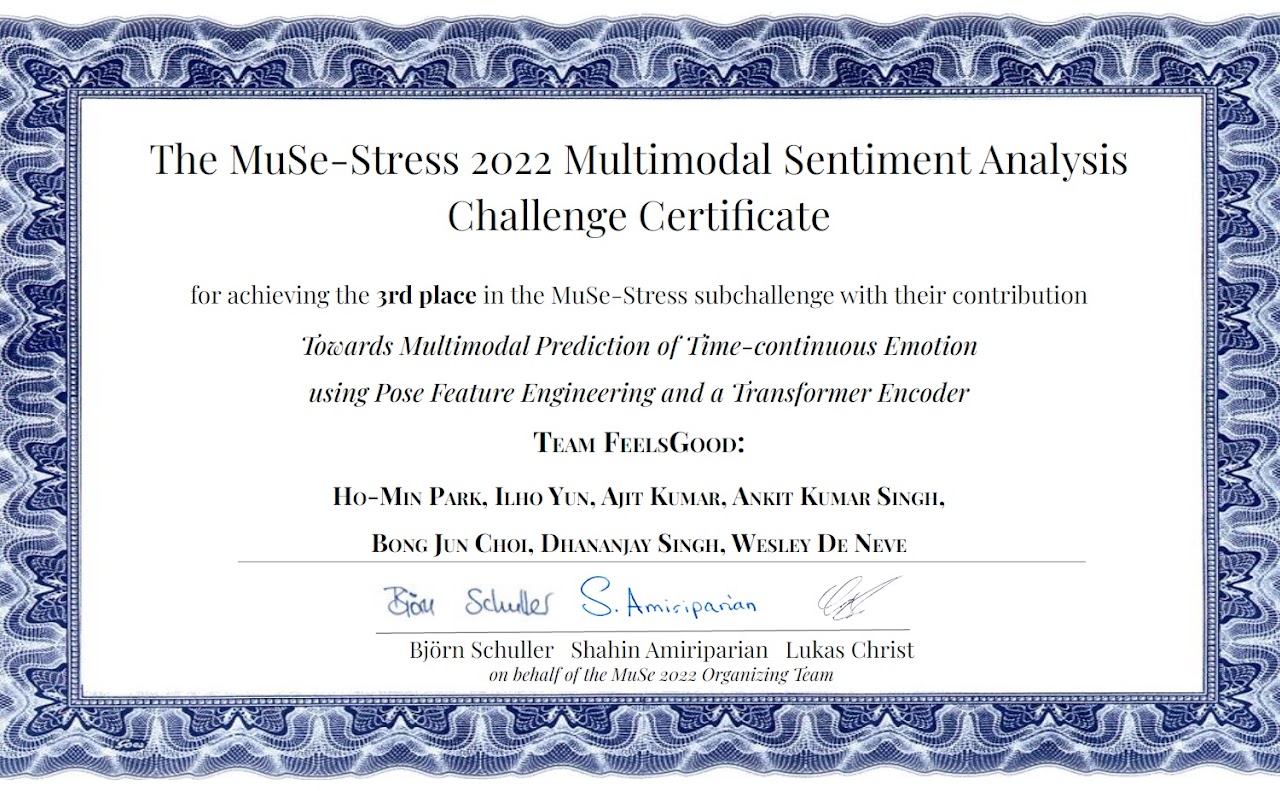 The MuSe-Stress 2022 Multimodal Sentiment Analysis
Challenge Certificate
for achieving the 3rd place in the MuSe-Stress subchallenge with their contribution
Towards Multimodal Prediction of Time-continuous Emotion
using Pose Feature Engineering and a Transformer Encoder
Team FeelsGood:
Ho-Min Park, Ilho Yun, Ajit Kumar, Ankit Kumar Singh,
Bong Jun Choi, Dhananjay Singh, Wesley De Neve
Björn Schuller S. Amiriparian
Björn Schuller Shahin Amiriparian Lukas Christ
on behalf of the MuSe 2022 Organizing Team